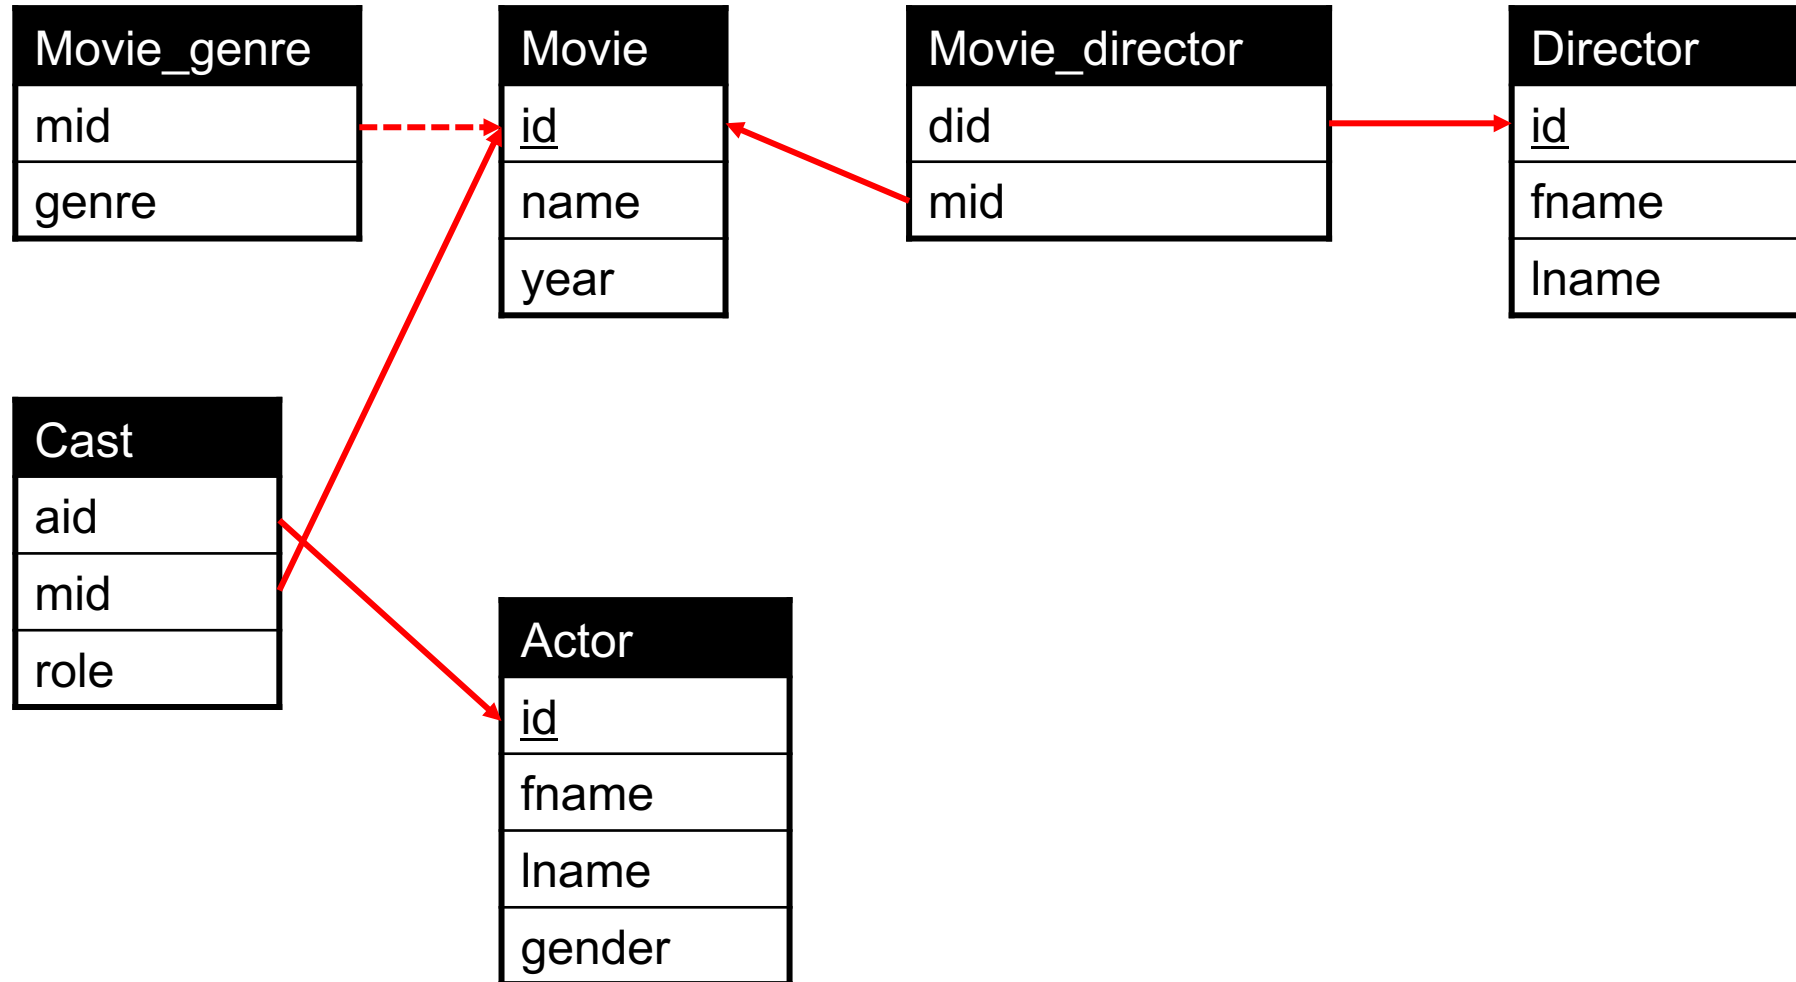 Movie_genre
mid
genre
Movie
id
name
year
Movie_director
did
mid
Director
id
fname
lname
Cast
aid
mid
role
Actor
id
fname
lname
gender